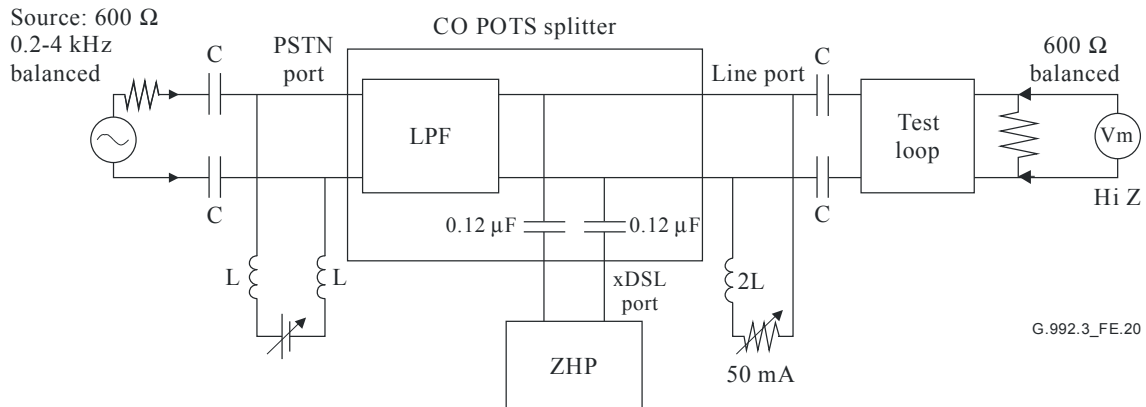 Source: 600 Ω
0.2-4 kHz
balanced
C
PSTN
port
CO POTS splitter
Line port
C
600 Ω
balanced
LPF
Test
loop
Vm
C
C
Hi Z
0.12 µF
0.12 µF
L
L
xDSL
port
2L
G.992.3_FE.20
ZHP
50 mA